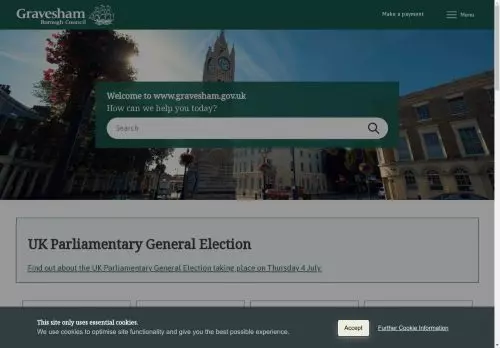 Gravesham
Borough Council
Make a payment
Menu
Welcome to www.gravesham.gov.uk
How can we help you today?
Search
UK Parliamentary General Election
Find out about the UK Parliamentary General Election taking place on Thursday 4 July.
This site only uses essential cookies.
We use cookies to optimise site functionality and give you the best possible experience.
Accept
Further Cookie Information